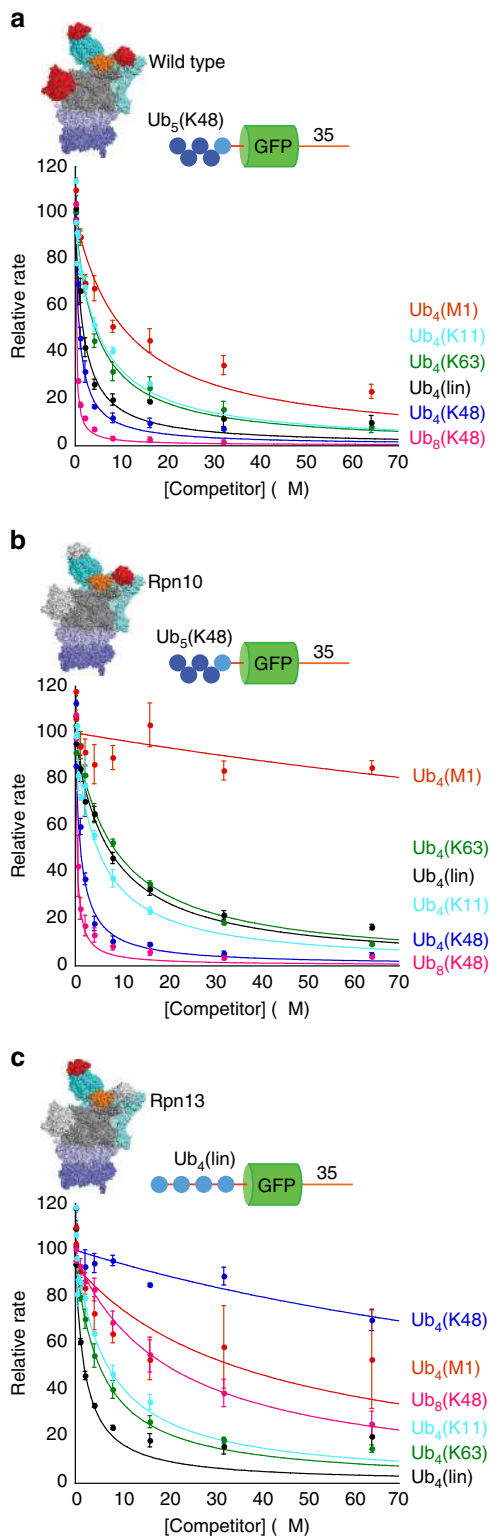 a
Wild type
Ub5(K48)
GFP
35
Relative rate
120
100
80
60
40
20
0
0 10 20 30 40 50 60 70
[Competitor] ( M)
Ub4(M1)
Ub4(K11)
Ub4(K63)
Ub4(lin)
Ub4(K48)
Ub8(K48)
b
Rpn10
Ub5(K48)
GFP
35
Relative rate
120
100
80
60
40
20
0
0 10 20 30 40 50 60 70
[Competitor] ( M)
Ub4(M1)
Ub4(K63)
Ub4(lin)
Ub4(K11)
Ub4(K48)
Ub8(K48)
c
Rpn13
Ub4(lin)
GFP
35
Relative rate
120
100
80
60
40
20
0
0 10 20 30 40 50 60 70
[Competitor] ( M)
Ub4(K48)
Ub4(M1)
Ub8(K48)
Ub4(K11)
Ub4(K63)
Ub4(lin)